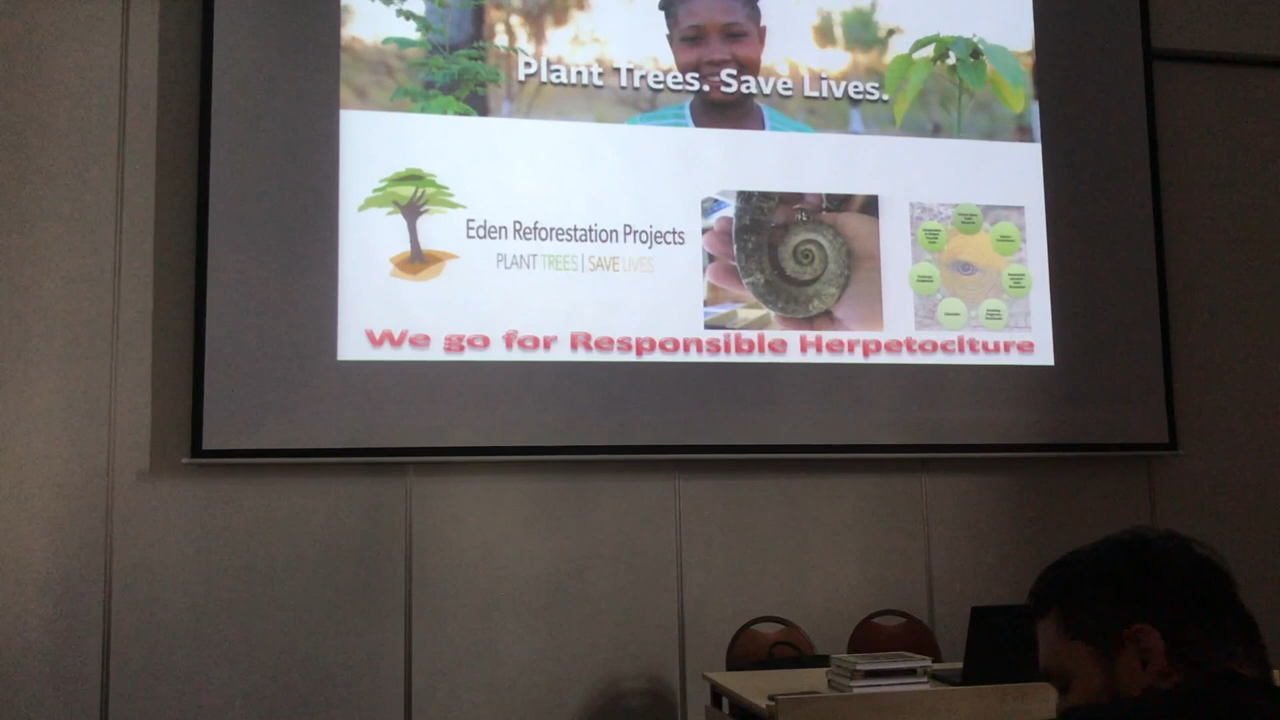 Plant Trees. Save Lives.
Eden Reforestation Projects
PLANT TREES | SAVE LIVES
We go for Responsible Herpetoclture